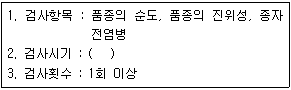 1. 검사항목 : 품종의 순도, 품종의 진위성, 종자
전염병
2. 검사시기 : (   )
3. 검사횟수 : 1회 이상